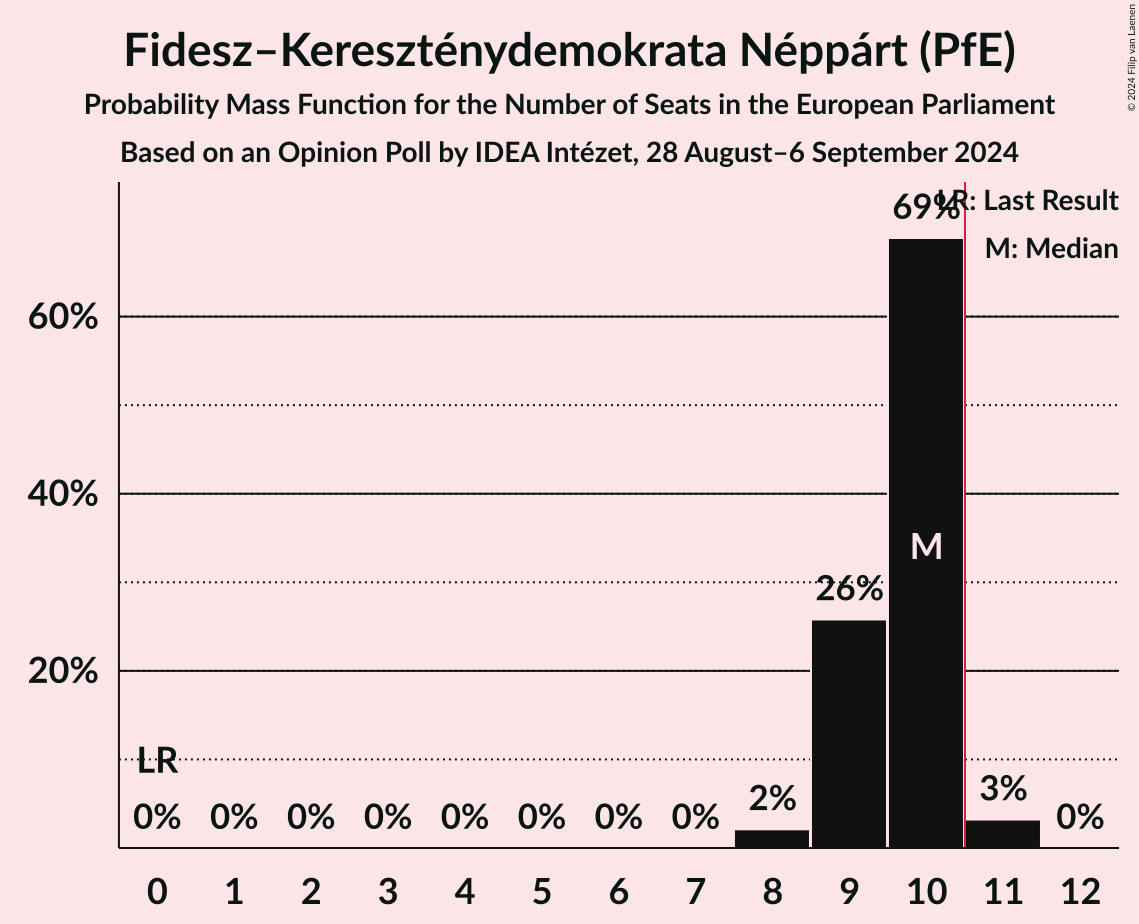 Fidesz–Kereszténydemokrata Néppárt (PfE)
Probability Mass Function for the Number of Seats in the European Parliament
Based on an Opinion Poll by IDEA Intézet, 28 August–6 September 2024
© 2024 Filip van Laenen
LR: Last Result
M: Median
69%
60%
40%
M
26%
20%
LR
0% 0% 0% 0% 0% 0% 0% 0% 2% 3% 0%
0 1 2 3 4 5 6 7 8 9 10 11 12